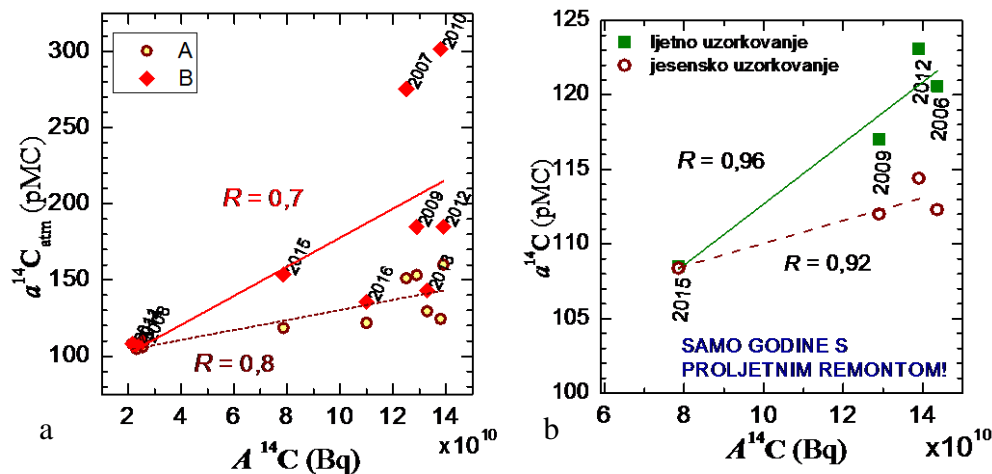 A
B
300
250
200
150
100
a¹⁴C_atm (pMC)
2010
2007
2009
2012
2015
2016
R = 0,7
R = 0,8
2 4 6 8 10 12 14
x10¹⁰
A ¹⁴C (Bq)
a
ljetno uzorkovanje
jesensko uzorkovanje
125
120
115
110
105
100
a¹⁴C (pMC)
2012
2006
2009
2015
R = 0,96
R = 0,92
SAMO GODINE S
PROLJETNIM REMONTOM!
6 8 10 12 14
x10¹⁰
A ¹⁴C (Bq)
b